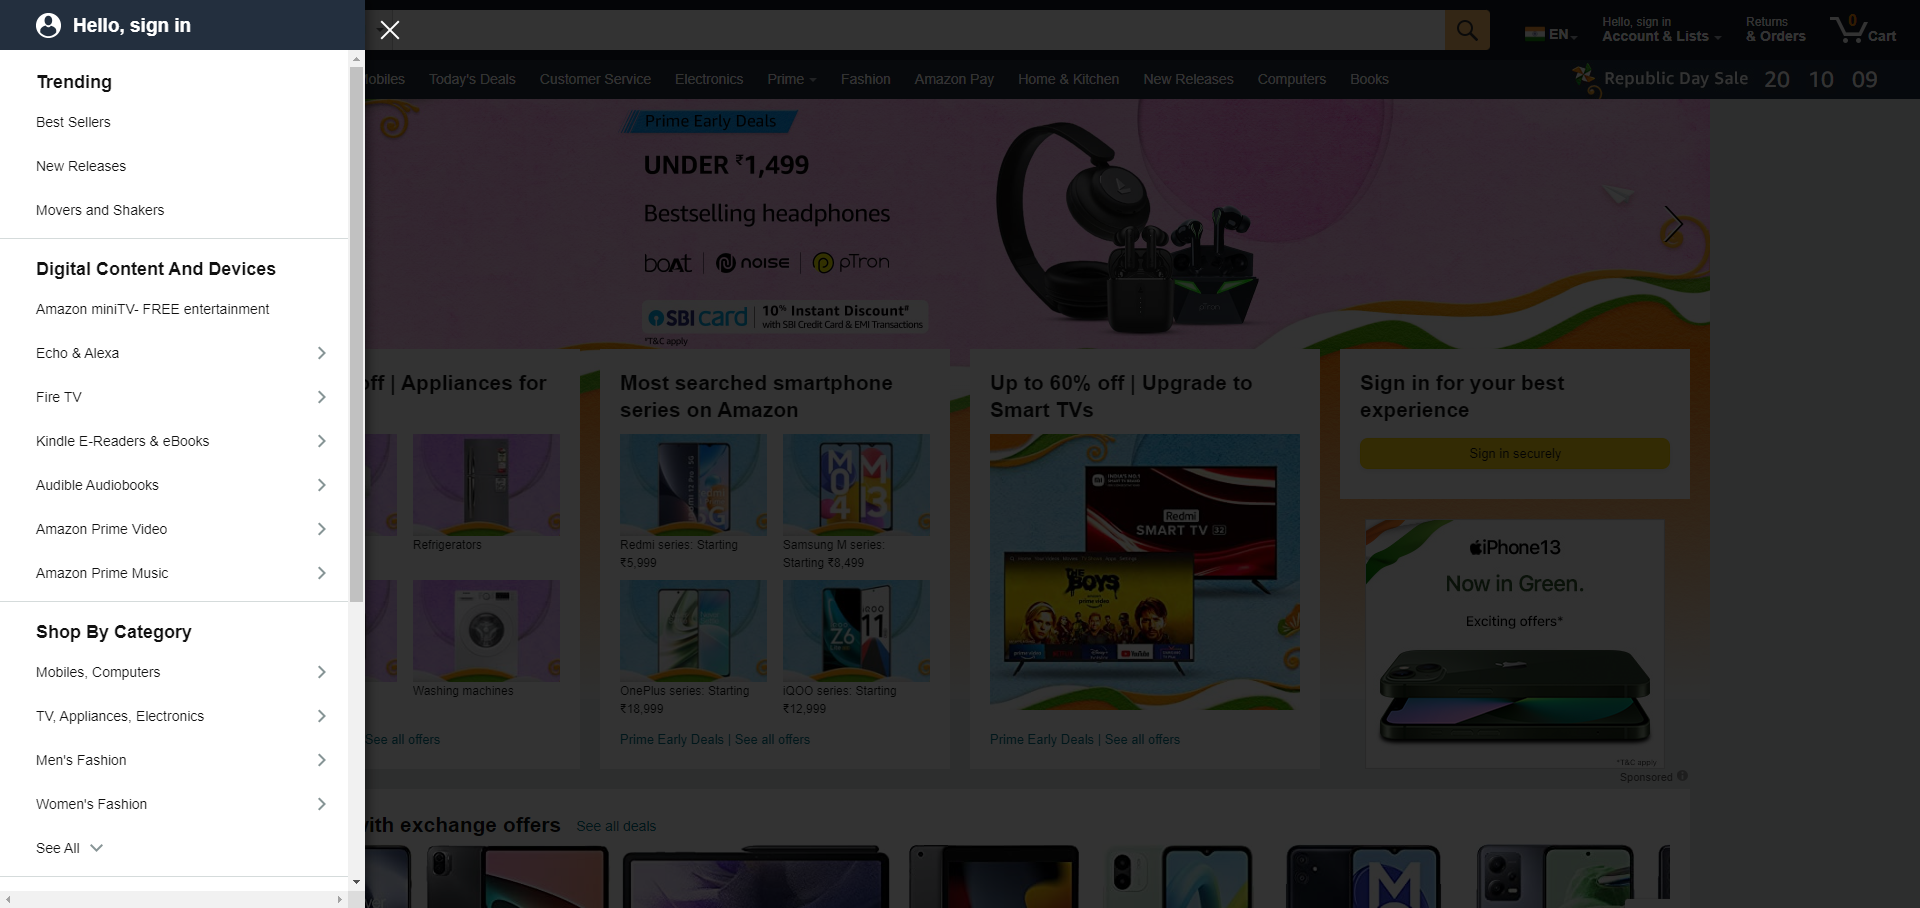 Hello, sign in
Trending
Best Sellers
New Releases
Movers and Shakers
Digital Content And Devices
Amazon miniTV- FREE entertainment
Echo & Alexa
Fire TV
Kindle E-Readers & eBooks
Audible Audiobooks
Amazon Prime Video
Amazon Prime Music
Shop By Category
Mobiles, Computers
TV, Appliances, Electronics
Men's Fashion
Women's Fashion
See All
EN
Hello, sign in
Account & Lists
Returns
& Orders
0
Cart
obiles Today's Deals Customer Service Electronics Prime Fashion Amazon Pay Home & Kitchen New Releases Computers Books
Republic Day Sale 20 10 09
Prime Early Deals
UNDER ₹1,499
Bestselling headphones
boAt noise pTron
SBI card 10% Instant Discount#
with SBI Credit Card & EMI Transactions
*T&C apply
off | Appliances for
Refrigerators
Washing machines
See all offers
Most searched smartphone
series on Amazon
Redmi series: Starting
₹5,999
Samsung M series:
Starting ₹8,499
OnePlus series: Starting
₹18,999
iQOO series: Starting
₹12,999
Prime Early Deals | See all offers
Up to 60% off | Upgrade to
Smart TVs
Redmi
SMART TV 32
THE BOYS
prime video
YouTube
Prime Early Deals | See all offers
Sign in for your best
experience
Sign in securely
iPhone13
Now in Green.
Exciting offers*
*T&C apply
Sponsored
with exchange offers See all deals